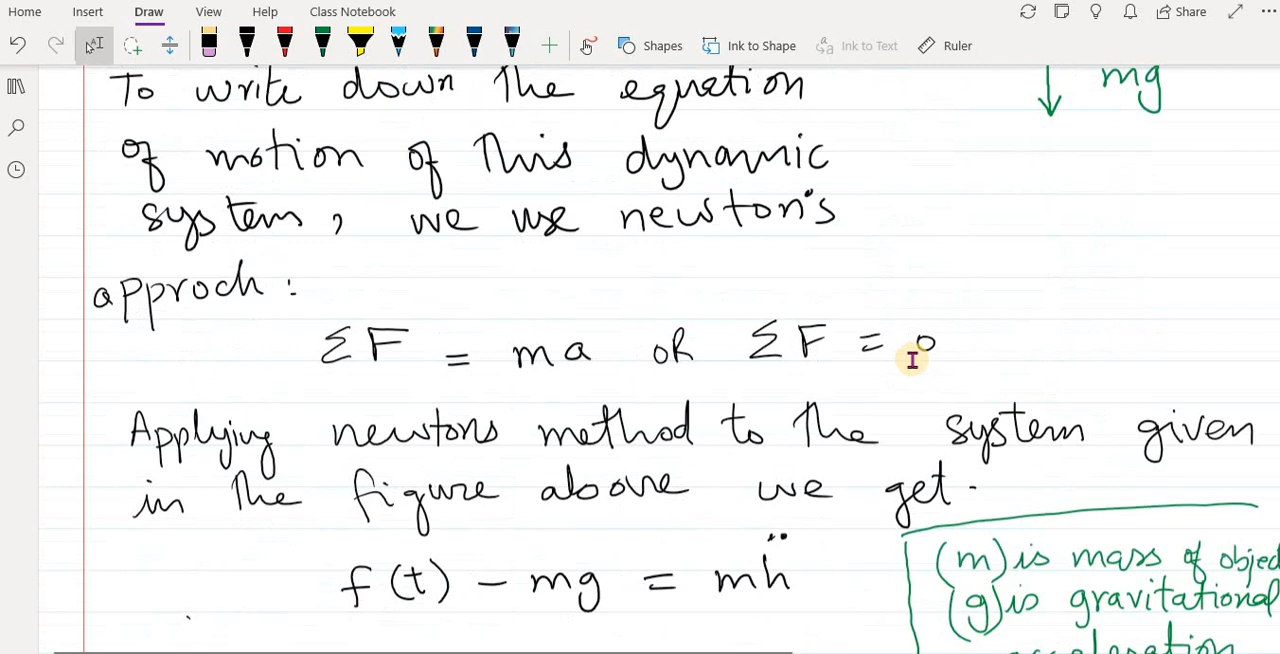 Home Insert Draw View Help Class Notebook Share
Shapes Ink to Shape Ink to Text Ruler
To write down the equation
of motion of this dynamic
system, we use newton's
approch:
ΣF = ma or ΣF = 0
Applying newtons method to the system given
in the figure above we get.
f(t) - mg = mḧ
mg
(m) is mass of objec
(g) is gravitational
acceleration